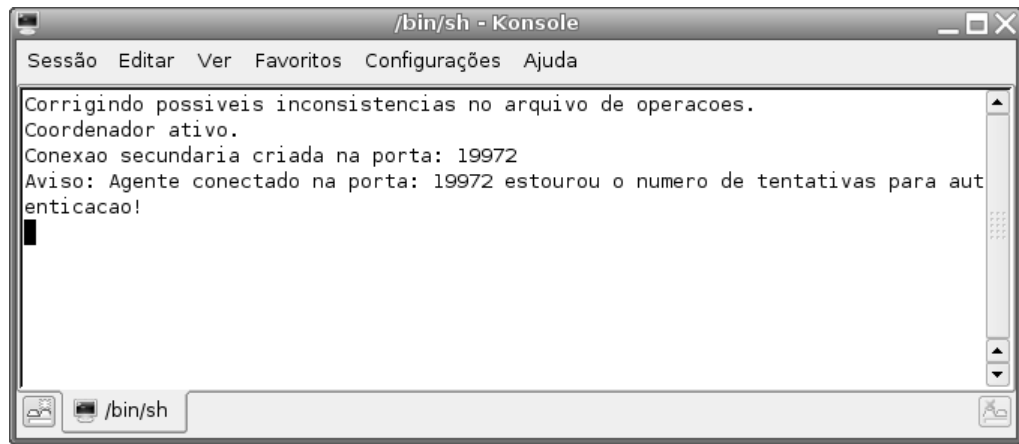 /bin/sh - Konsole
Sessão Editar Ver Favoritos Configurações Ajuda
Corrigindo possiveis inconsistencias no arquivo de operacoes.
Coordenador ativo.
Conexao secundaria criada na porta: 19972
Aviso: Agente conectado na porta: 19972 estourou o numero de tentativas para aut
enticacao!
/bin/sh